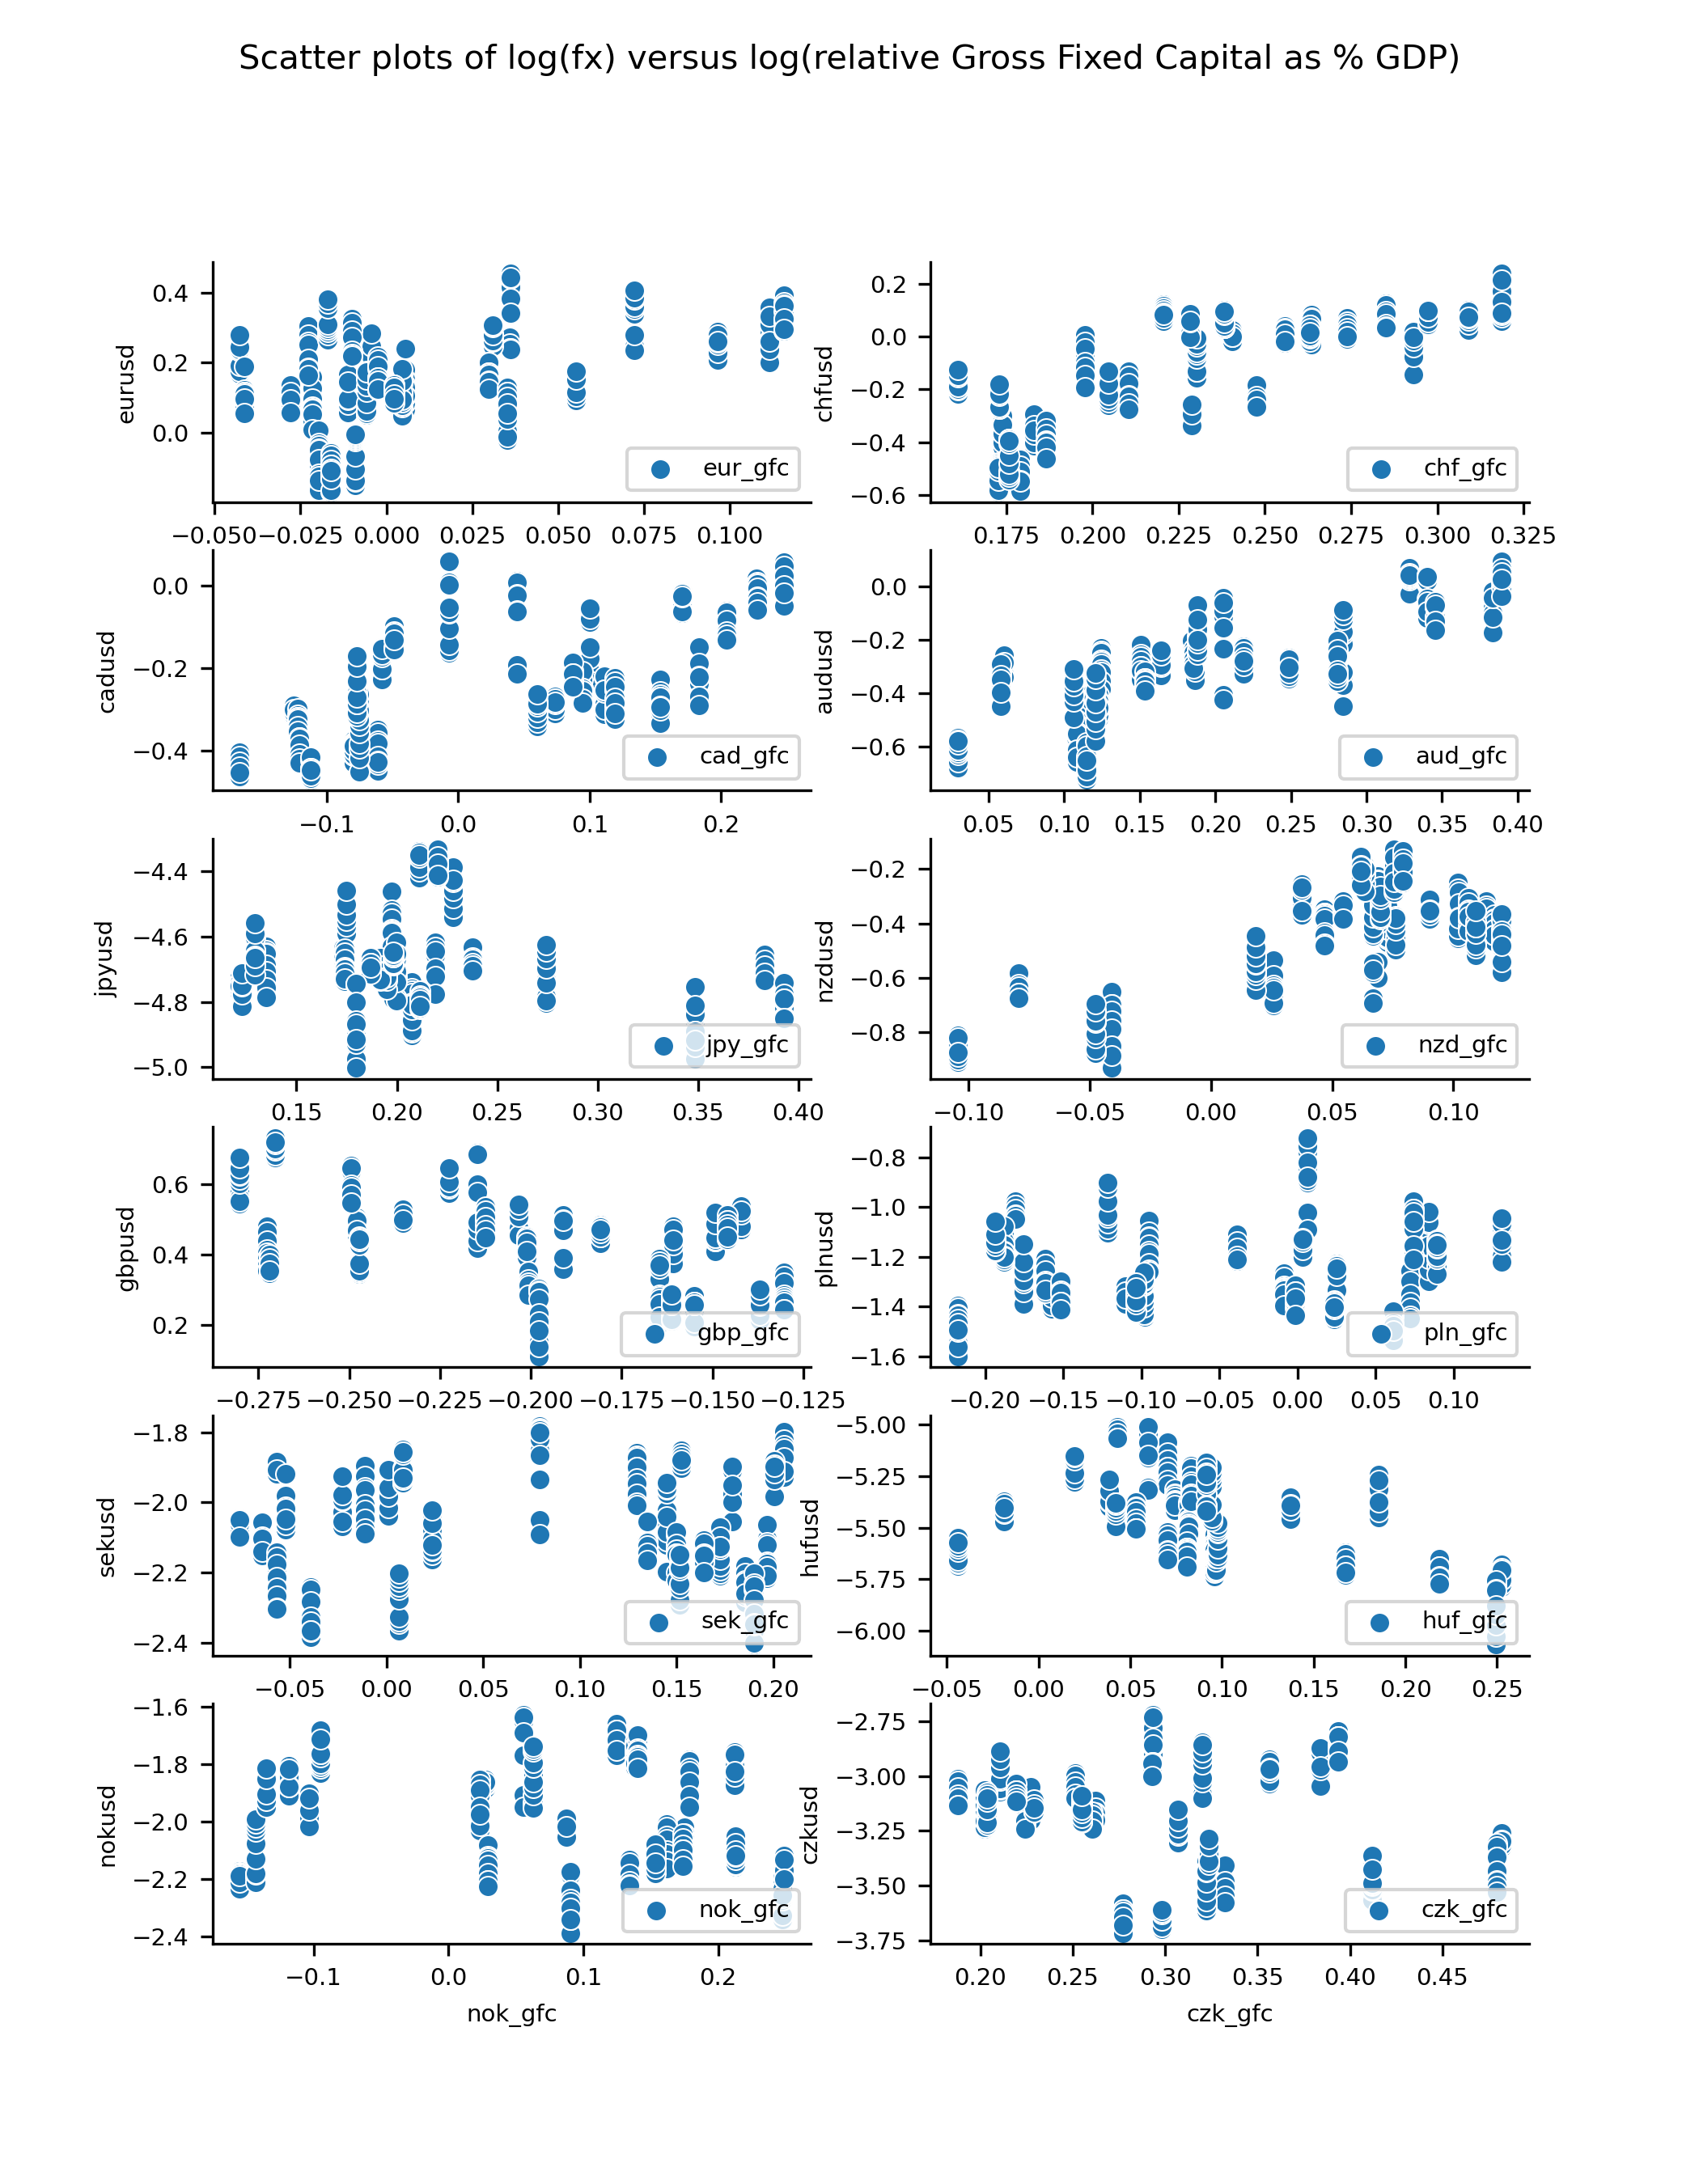 Scatter plots of log(fx) versus log(relative Gross Fixed Capital as % GDP)
eurusd
0.4
0.2
0.0
eur_gfc
−0.050 −0.025 0.000 0.025 0.050 0.075 0.100
chfusd
0.2
0.0
−0.2
−0.4
−0.6
chf_gfc
0.175 0.200 0.225 0.250 0.275 0.300 0.325
cadusd
0.0
−0.2
−0.4
cad_gfc
−0.1 0.0 0.1 0.2
audusd
0.0
−0.2
−0.4
−0.6
aud_gfc
0.05 0.10 0.15 0.20 0.25 0.30 0.35 0.40
jpyusd
−4.4
−4.6
−4.8
−5.0
jpy_gfc
0.15 0.20 0.25 0.30 0.35 0.40
nzdusd
−0.2
−0.4
−0.6
−0.8
nzd_gfc
−0.10 −0.05 0.00 0.05 0.10
gbpusd
0.6
0.4
0.2
gbp_gfc
−0.275 −0.250 −0.225 −0.200 −0.175 −0.150 −0.125
plnusd
−0.8
−1.0
−1.2
−1.4
−1.6
pln_gfc
−0.20 −0.15 −0.10 −0.05 0.00 0.05 0.10
sekusd
−1.8
−2.0
−2.2
−2.4
sek_gfc
−0.05 0.00 0.05 0.10 0.15 0.20
hufusd
−5.00
−5.25
−5.50
−5.75
−6.00
huf_gfc
−0.05 0.00 0.05 0.10 0.15 0.20 0.25
nokusd
−1.6
−1.8
−2.0
−2.2
−2.4
nok_gfc
−0.1 0.0 0.1 0.2
nok_gfc
czkusd
−2.75
−3.00
−3.25
−3.50
−3.75
czk_gfc
0.20 0.25 0.30 0.35 0.40 0.45
czk_gfc